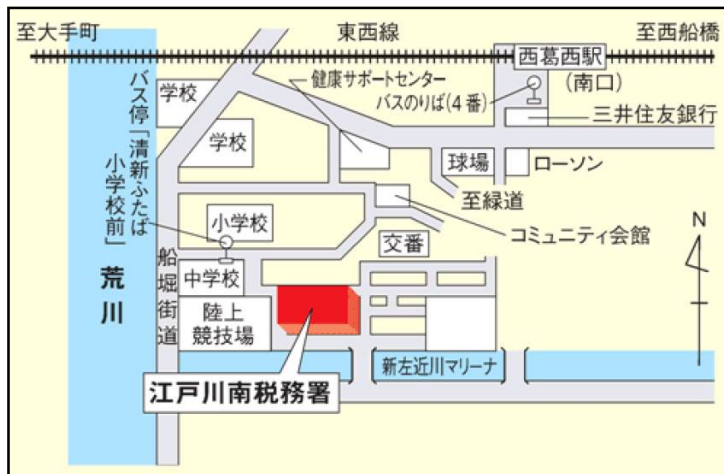 至大手町
東西線
至西船橋
西葛西駅
(南口)
健康サポートセンター
バスのりば(4番)
三井住友銀行
学校
バス停「清新ふたば
小学校前」
学校
球場
ローソン
至緑道
小学校
コミュニティ会館
交番
N
荒川
船堀街道
中学校
陸上
競技場
新左近川マリーナ
江戸川南税務署